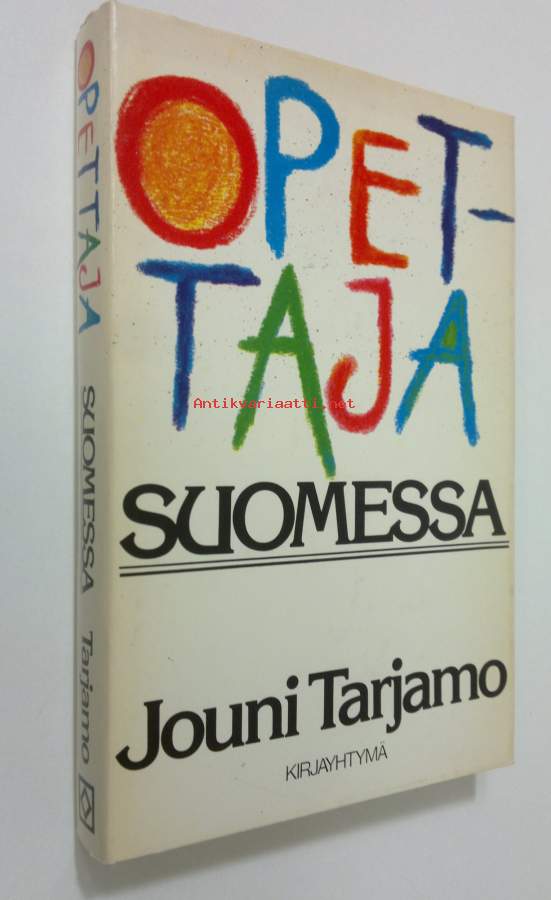 OPETTAJA SUOMESSA Tarjamo
OPET-
TAJA
Antikvariaatti.net
SUOMESSA
Jouni Tarjamo
KIRJAYHTYMÄ